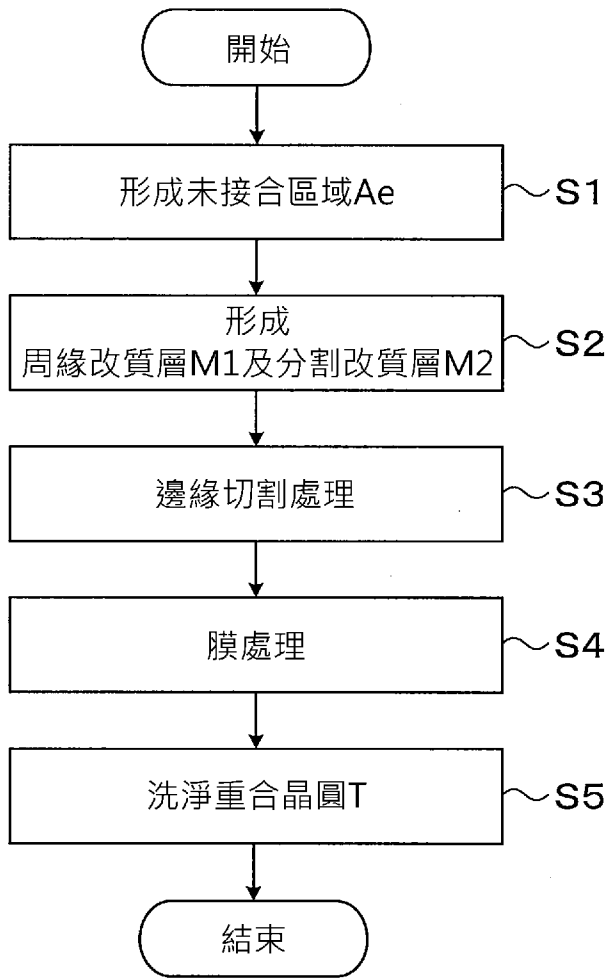 開始
形成未接合區域Ae
S1
形成
周緣改質層M1及分割改質層M2
S2
邊緣切割處理
S3
膜處理
S4
洗淨重合晶圓T
S5
結束